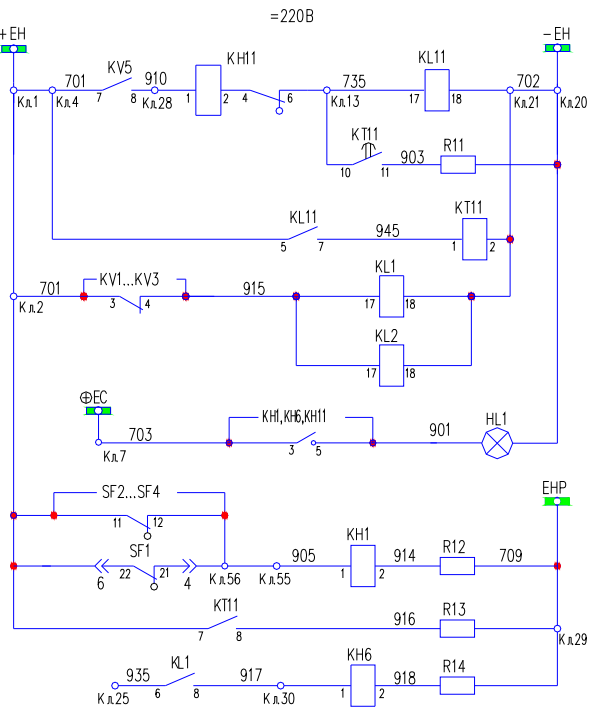 =220В
+EH
−EH
701 KV5 910 KH11 735 KL11 702
7 8 1 2 4 6 17 18
Кл.1 Кл.4 Кл.28 Кл.13 Кл.21 Кл.20
KT11 903 R11
10 11
KL11 945 KT11
5 7 1 2
701 KV1...KV3 915 KL1
Кл.2 3 4 17 18
KL2
17 18
⊕EC
703 KH1,KH6,KH11 901 HL1
Кл.7 3 5
SF2...SF4
11 12
EHP
SF1 905 KH1 914 R12 709
6 22 21 4 Кл.56 Кл.55 1 2
KT11 916 R13
7 8 Кл.29
935 KL1 917 KH6 918 R14
Кл.25 6 8 Кл.30 1 2